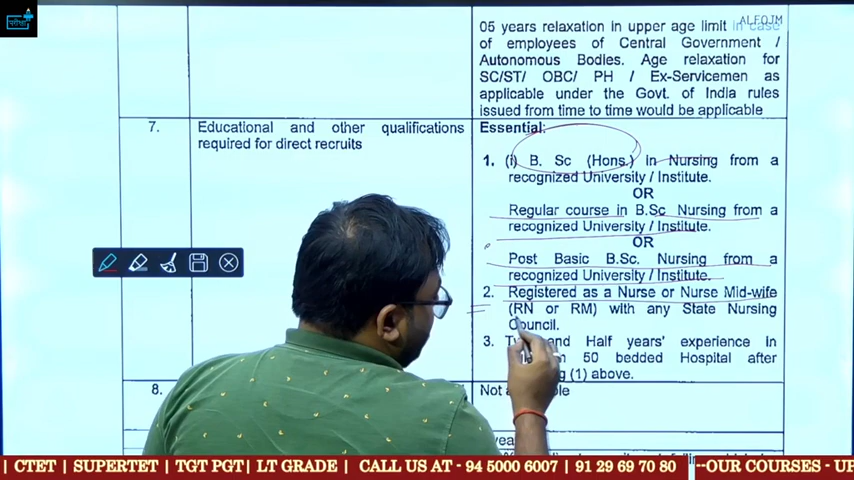 परीक्षा
ALFQJM
05 years relaxation in upper age limit in case
of employees of Central Government /
Autonomous Bodies. Age relaxation for
SC/ST/ OBC/ PH / Ex-Servicemen as
applicable under the Govt. of India rules
issued from time to time would be applicable
7.
Educational and other qualifications
required for direct recruits
Essential:
1. (i) B. Sc (Hons.) in Nursing from a
recognized University / Institute.
OR
Regular course in B.Sc Nursing from a
recognized University / Institute.
OR
Post Basic B.Sc. Nursing from a
recognized University / Institute.
2. Registered as a Nurse or Nurse Mid-wife
(RN or RM) with any State Nursing
Council.
3. and Half years' experience in
50 bedded Hospital after
(1) above.
8.
Not
| CTET | SUPERTET | TGT PGT| LT GRADE | CALL US AT - 94 5000 6007 | 91 29 69 70 80 --OUR COURSES - UP